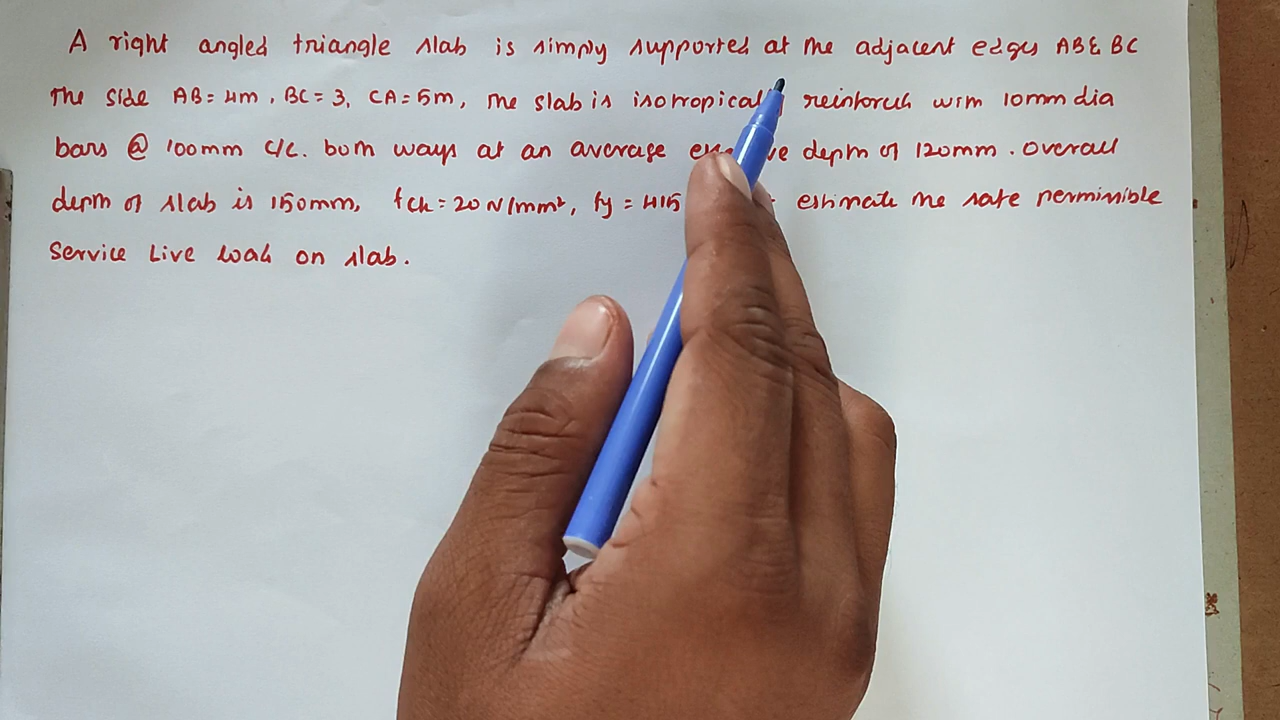 A right angled triangle slab is simply supported at the adjacent edges AB & BC
The side AB = 4m, BC = 3, CA = 5m, The slab is isotropically reinforced with 10mm dia
bars @ 100mm c/c. both ways at an average depth of 120mm. Overall
depth of slab is 150mm, fck = 20 N/mm², fy = 415 estimate the safe permissible
Service Live load on slab.